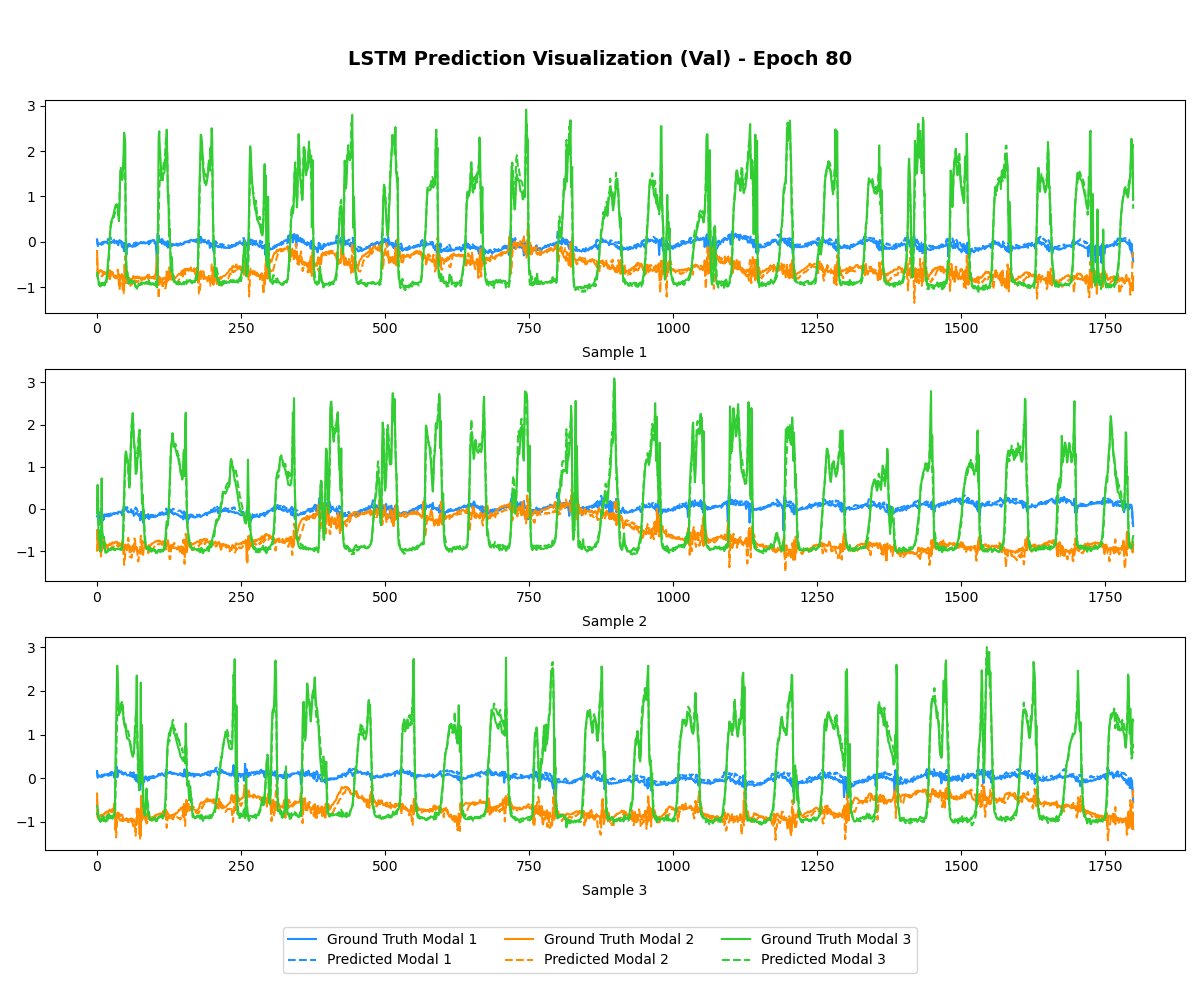 LSTM Prediction Visualization (Val) - Epoch 80
3
2
1
0
−1
0 250 500 750 1000 1250 1500 1750
Sample 1
3
2
1
0
−1
0 250 500 750 1000 1250 1500 1750
Sample 2
3
2
1
0
−1
0 250 500 750 1000 1250 1500 1750
Sample 3
Ground Truth Modal 1 Ground Truth Modal 2 Ground Truth Modal 3
Predicted Modal 1 Predicted Modal 2 Predicted Modal 3